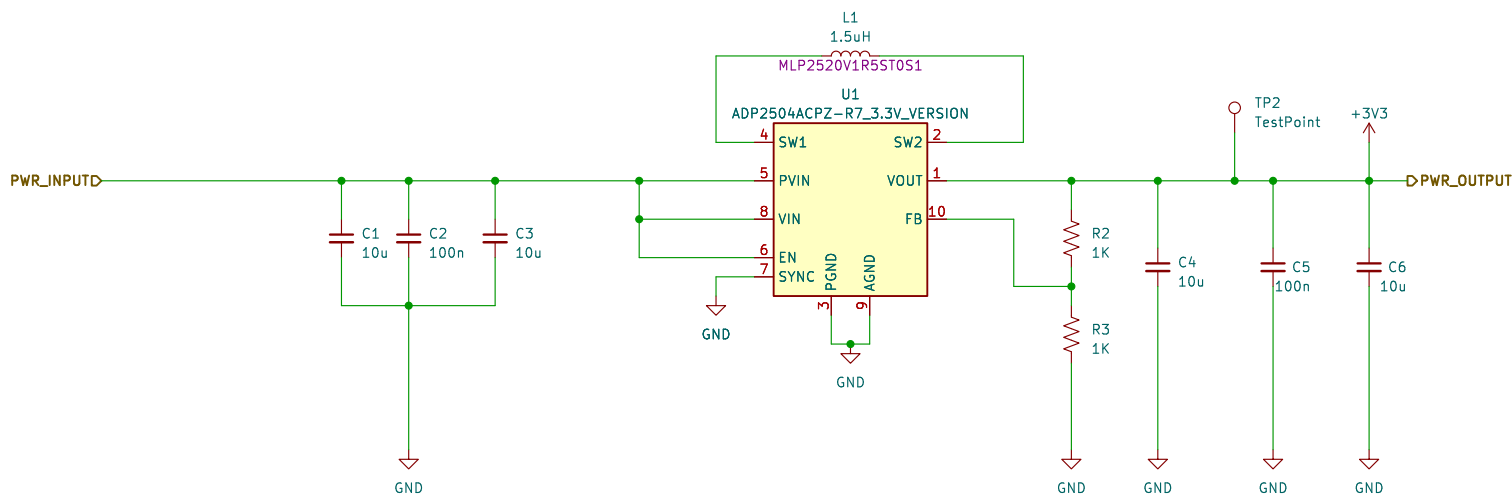 L1
1.5uH
MLP2520V1R5ST0S1
U1
ADP2504ACPZ-R7_3.3V_VERSION
4
SW1
SW2
2
5
PVIN
VOUT
1
8
VIN
FB
10
6
EN
7
SYNC
PGND
AGND
3
9
GND
GND
PWR_INPUT
C1
10u
C2
100n
C3
10u
GND
R2
1K
R3
1K
GND
C4
10u
GND
TP2
TestPoint
C5
100n
GND
+3V3
PWR_OUTPUT
C6
10u
GND